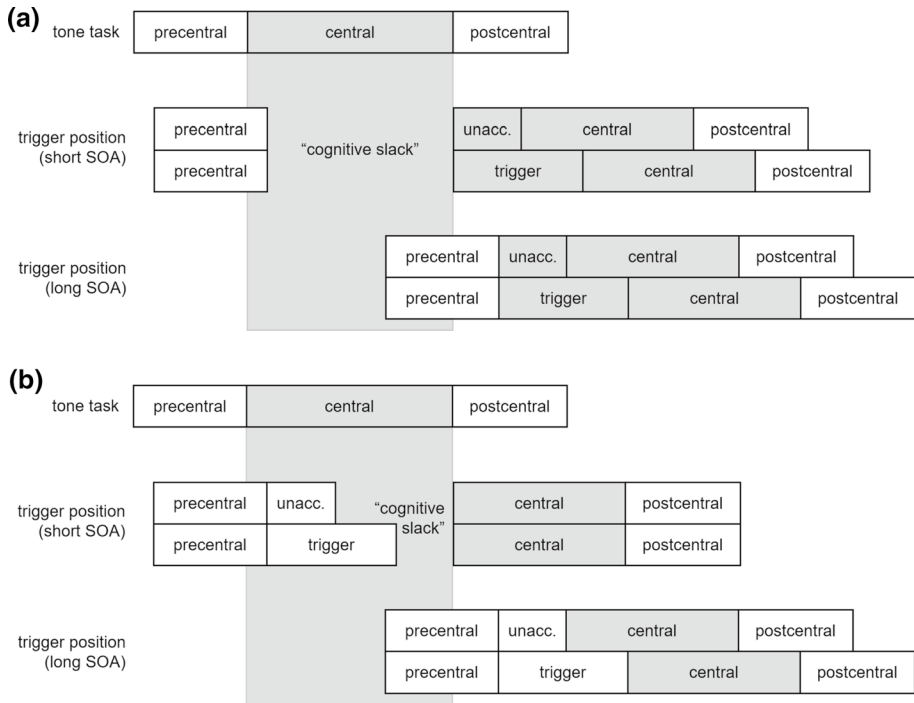 (a)
tone task precentral central postcentral
trigger position
(short SOA)
precentral "cognitive slack" unacc. central postcentral
precentral trigger central postcentral
trigger position
(long SOA)
precentral unacc. central postcentral
precentral trigger central postcentral
(b)
tone task precentral central postcentral
trigger position
(short SOA)
precentral unacc. "cognitive
slack" central postcentral
precentral trigger central postcentral
trigger position
(long SOA)
precentral unacc. central postcentral
precentral trigger central postcentral